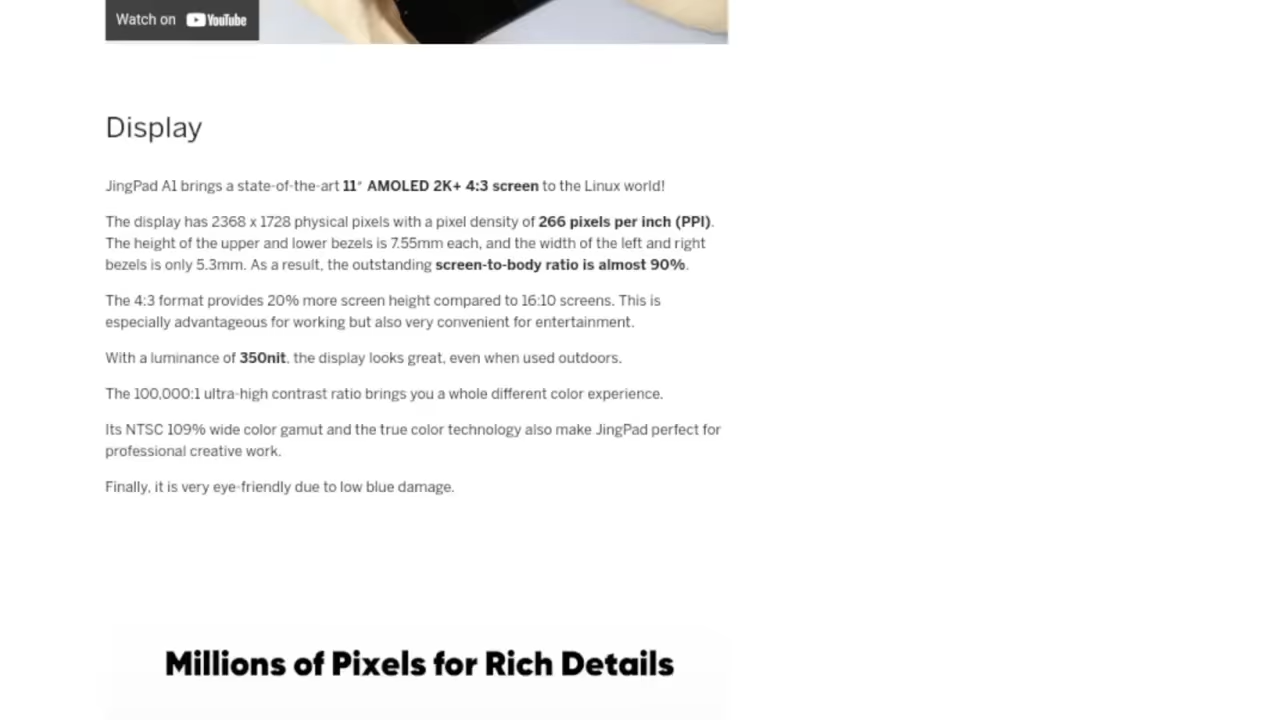 Watch on YouTube
Display
JingPad A1 brings a state-of-the-art 11" AMOLED 2K+ 4:3 screen to the Linux world!
The display has 2368 x 1728 physical pixels with a pixel density of 266 pixels per inch (PPI).
The height of the upper and lower bezels is 7.55mm each, and the width of the left and right
bezels is only 5.3mm. As a result, the outstanding screen-to-body ratio is almost 90%.
The 4:3 format provides 20% more screen height compared to 16:10 screens. This is
especially advantageous for working but also very convenient for entertainment.
With a luminance of 350nit, the display looks great, even when used outdoors.
The 100,000:1 ultra-high contrast ratio brings you a whole different color experience.
Its NTSC 109% wide color gamut and the true color technology also make JingPad perfect for
professional creative work.
Finally, it is very eye-friendly due to low blue damage.
Millions of Pixels for Rich Details